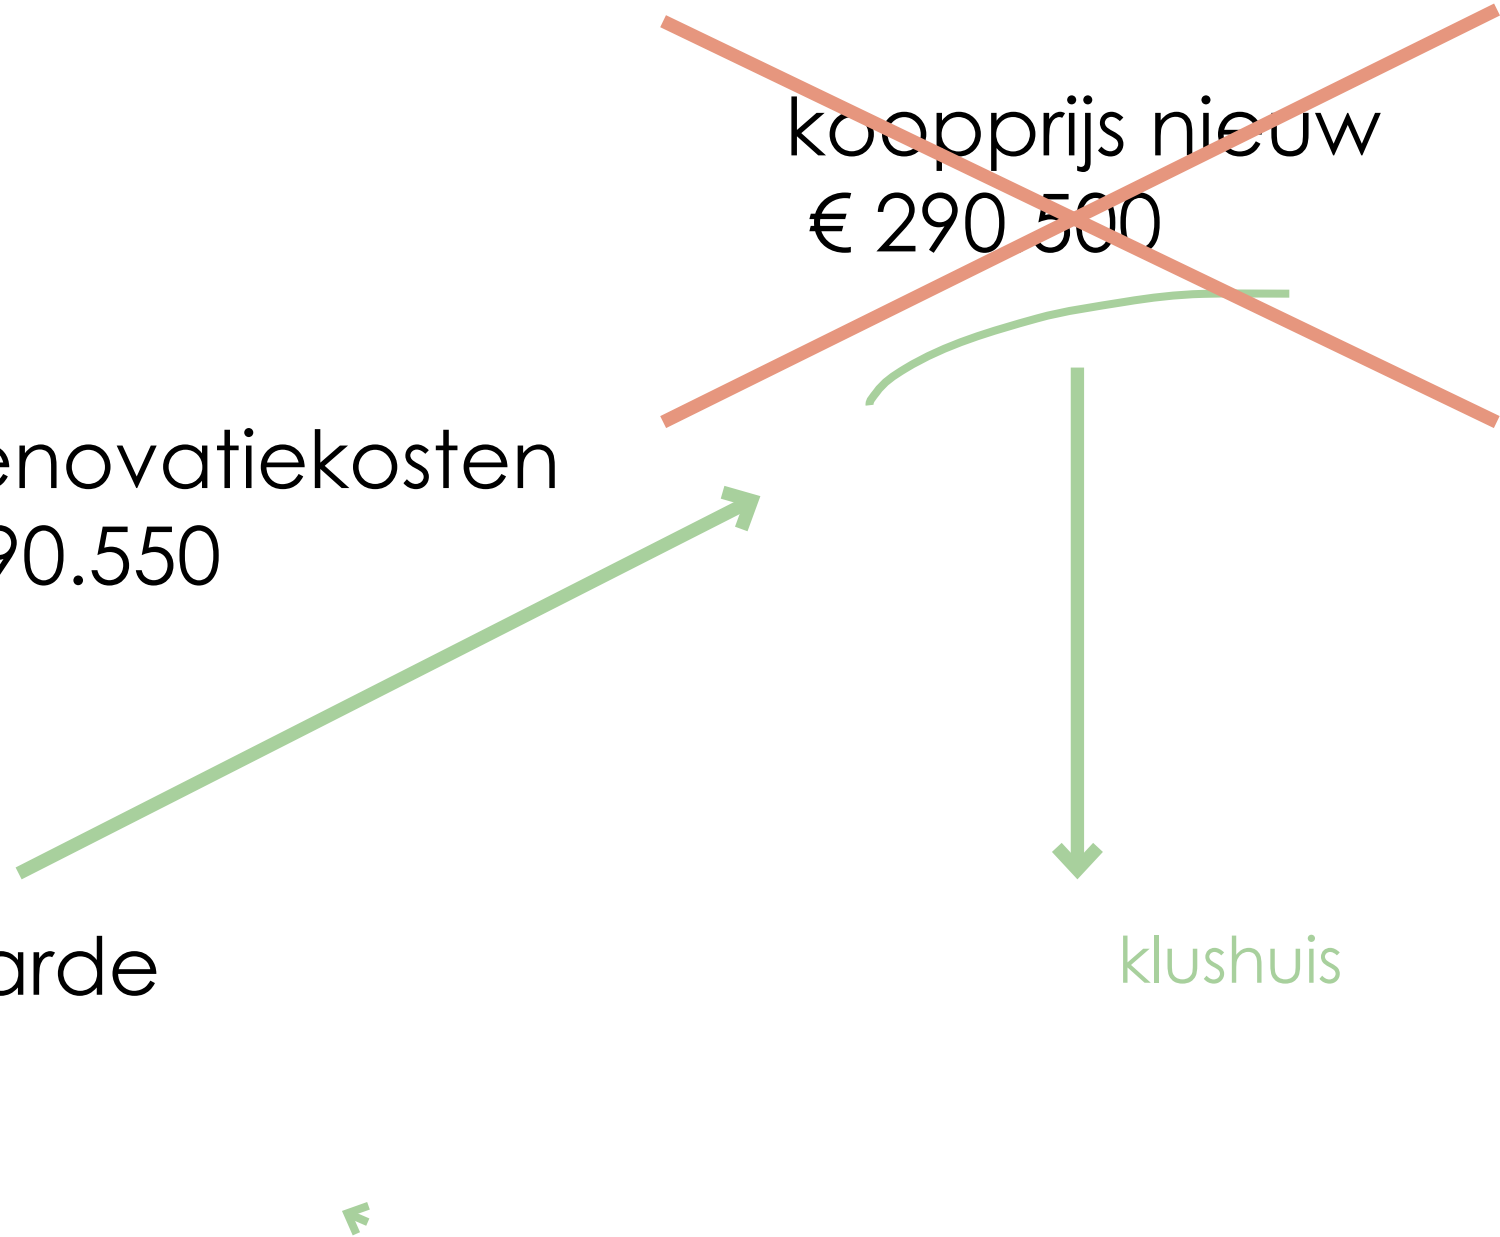 koopprijs nieuw
€ 290 500
enovatiekosten
90.550
arde
klushuis